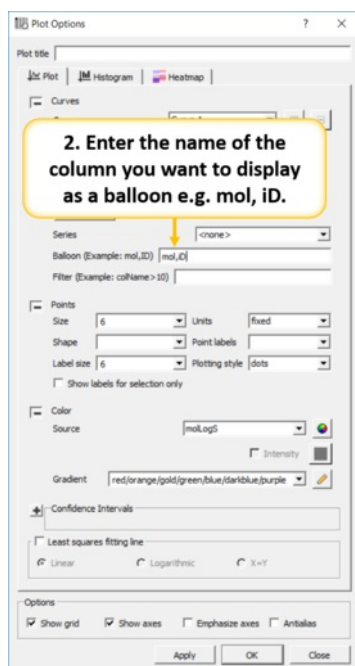 Plot Options ? ×
Plot title
Plot Histogram Heatmap
Curves
2. Enter the name of the
column you want to display
as a balloon e.g. mol, iD.
Series <none>
Balloon (Example: mol,ID) mol,iD
Filter (Example: colName>10)
Points
Size 6 Units fixed
Shape Point labels
Label size 6 Plotting style dots
Show labels for selection only
Color
Source molLogS
Intensity
Gradient red/orange/gold/green/blue/darkblue/purple
Confidence Intervals
Least squares fitting line
Linear Logarithmic X=Y
Options
Show grid Show axes Emphasize axes Antialias
Apply OK Close